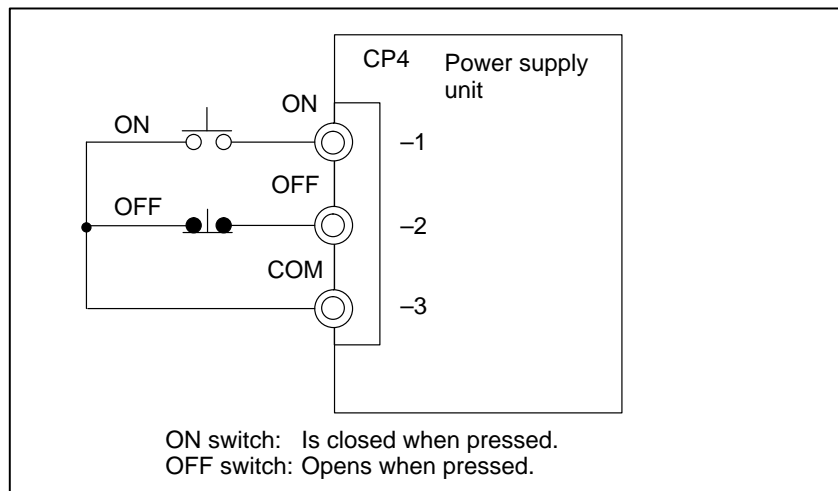 CP4 Power supply
unit
ON
ON
–1
OFF
OFF
–2
COM
–3
ON switch: Is closed when pressed.
OFF switch: Opens when pressed.